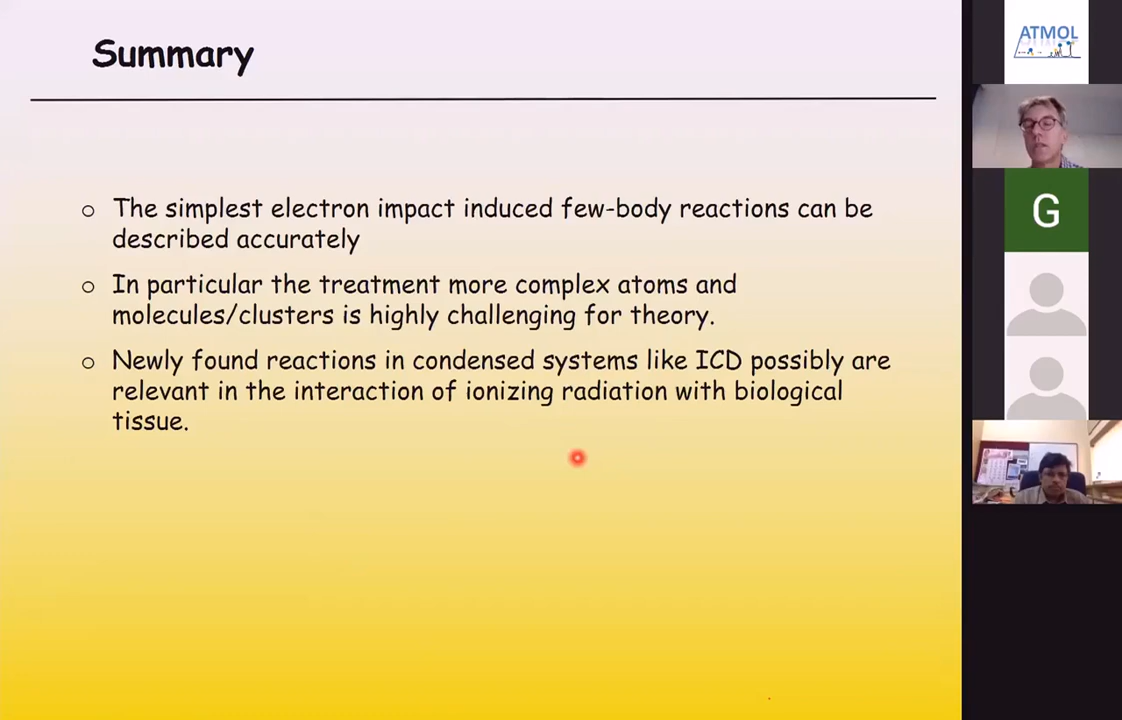 Summary
○ The simplest electron impact induced few-body reactions can be
described accurately
○ In particular the treatment more complex atoms and
molecules/clusters is highly challenging for theory.
○ Newly found reactions in condensed systems like ICD possibly are
relevant in the interaction of ionizing radiation with biological
tissue.
ATMOL
G